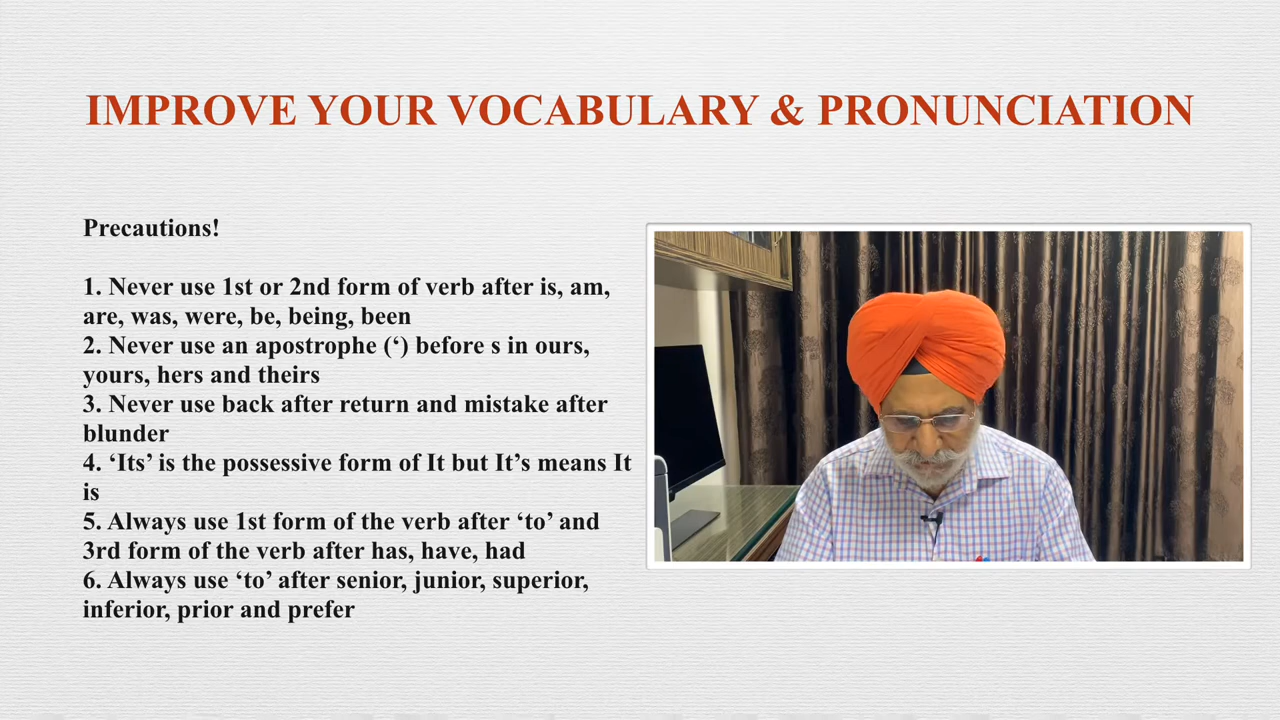 IMPROVE YOUR VOCABULARY & PRONUNCIATION
Precautions!
1. Never use 1st or 2nd form of verb after is, am,
are, was, were, be, being, been
2. Never use an apostrophe (‘) before s in ours,
yours, hers and theirs
3. Never use back after return and mistake after
blunder
4. ‘Its’ is the possessive form of It but It’s means It
is
5. Always use 1st form of the verb after ‘to’ and
3rd form of the verb after has, have, had
6. Always use ‘to’ after senior, junior, superior,
inferior, prior and prefer